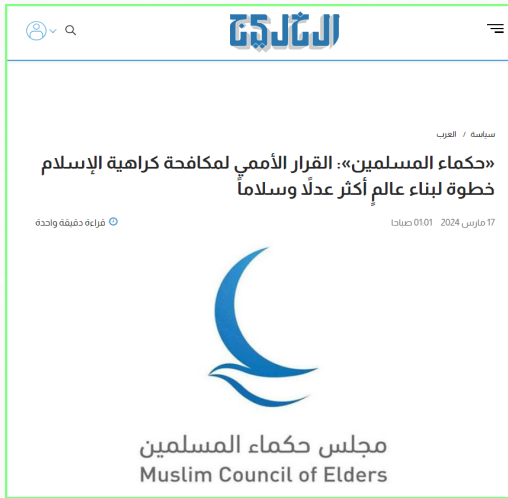 الخليج
سياسة / العرب
«حكماء المسلمين»: القرار الأممي لمكافحة كراهية الإسلام
خطوة لبناء عالمٍ أكثر عدلًا وسلاماً
17 مارس 2024 01:01 صباحا
قراءة دقيقة واحدة
مجلس حكماء المسلمين
Muslim Council of Elders